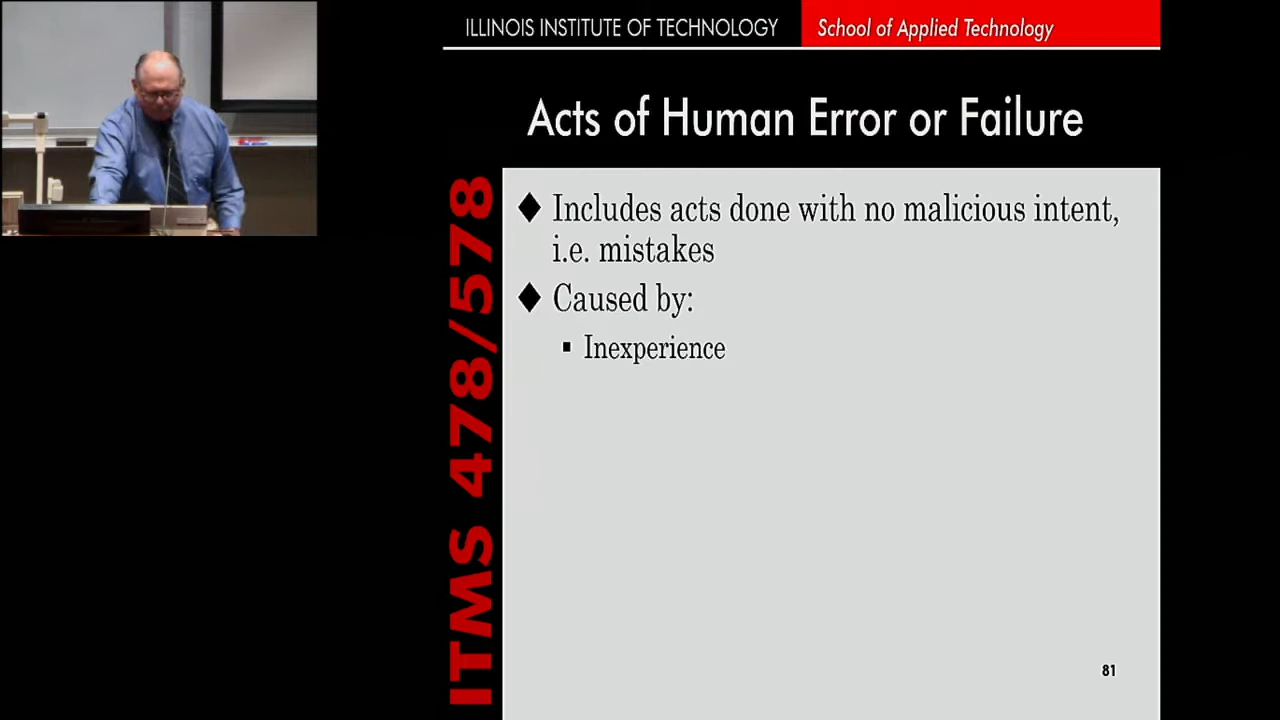 ILLINOIS INSTITUTE OF TECHNOLOGY School of Applied Technology
Acts of Human Error or Failure
ITMS 478/578
Includes acts done with no malicious intent,
i.e. mistakes
Caused by:
Inexperience
81